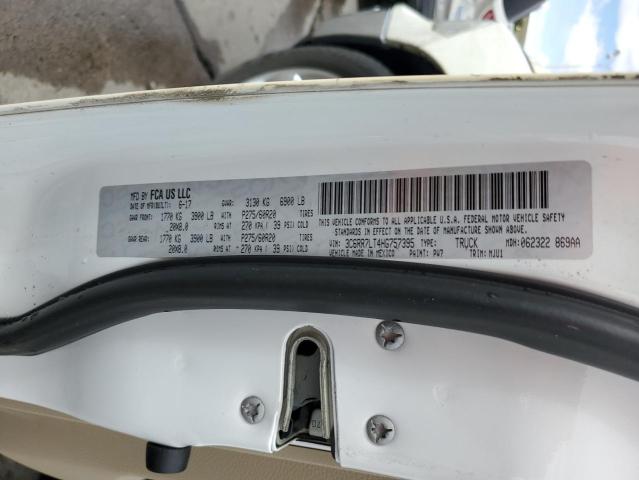 MFD BY FCA US LLC
DATE OF MFR(BUILT): 6-17 GVWR: 3130 KG 6900 LB
GAWR FRONT: 1770 KG 3900 LB WITH P275/60R20 TIRES
20X8.0 RIMS AT 270 KPA( 39 PSI) COLD
GAWR REAR: 1770 KG 3900 LB WITH P275/60R20 TIRES
20X8.0 RIMS AT 270 KPA( 39 PSI) COLD
THIS VEHICLE CONFORMS TO ALL APPLICABLE U.S.A. FEDERAL MOTOR VEHICLE SAFETY
STANDARDS IN EFFECT ON THE DATE OF MANUFACTURE SHOWN ABOVE.
VIN: 3C6RR7LT4HG757395 TYPE: TRUCK MDH: 062322 869AA
VEHICLE MADE IN MEXICO PAINT: PW7 TRIM: MJU1